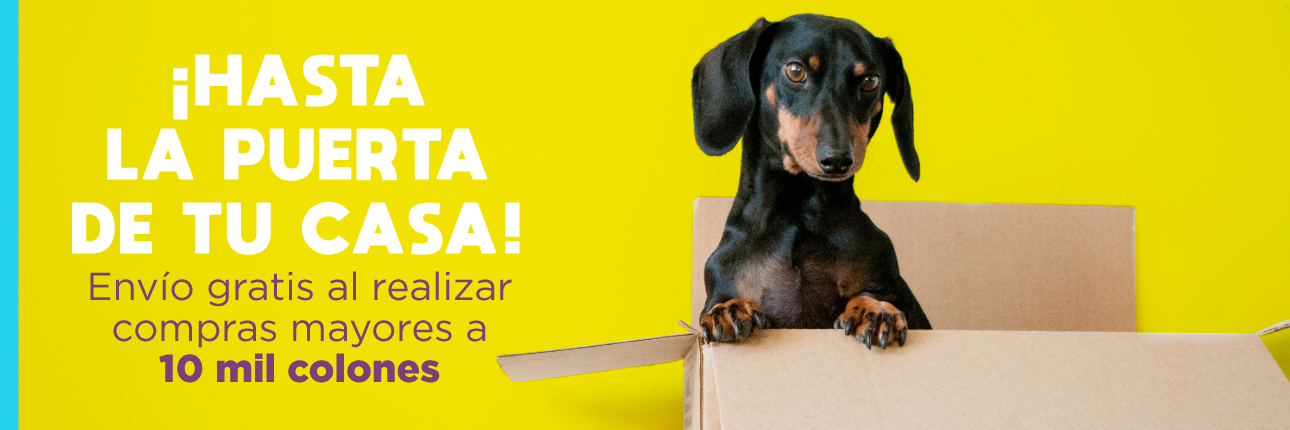 ¡HASTA
LA PUERTA
DE TU CASA!
Envío gratis al realizar
compras mayores a
10 mil colones